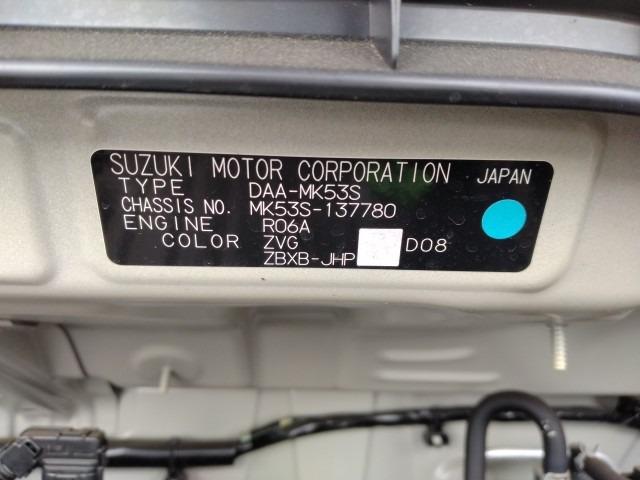 SUZUKI MOTOR CORPORATION JAPAN
TYPE DAA-MK53S
CHASSIS NO. MK53S-137780
ENGINE R06A
COLOR ZVG D08
ZBXB-JHP